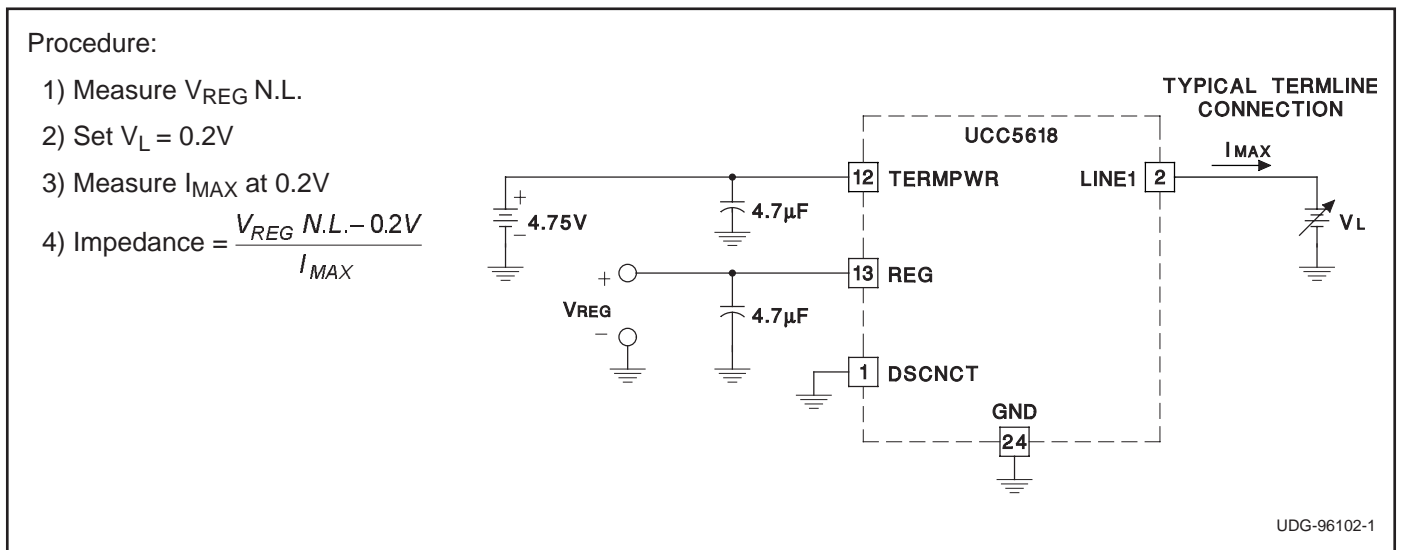 Procedure:
1) Measure VREG N.L.
2) Set VL = 0.2V
3) Measure IMAX at 0.2V
4) Impedance = VREG N.L.– 0.2V
IMAX
TYPICAL TERMLINE
CONNECTION
UCC5618
IMAX
12 TERMPWR
LINE1 2
+
4.75V
–
4.7µF
VL
13 REG
+
VREG
–
4.7µF
1 DSCNCT
GND
24
UDG-96102-1